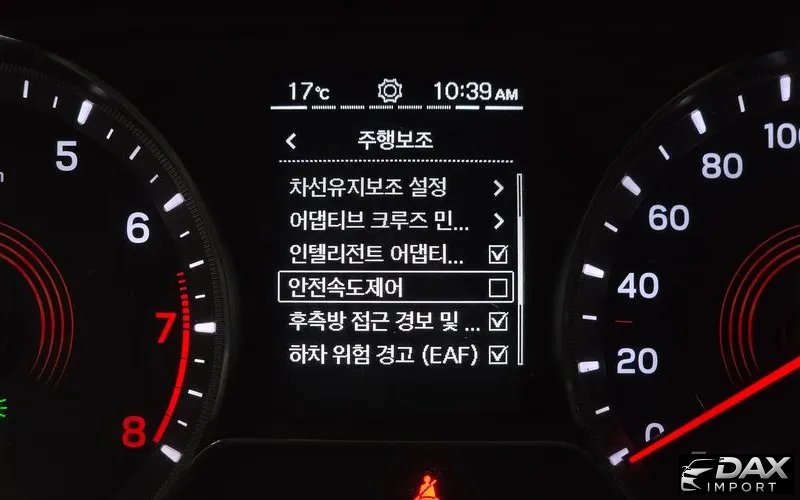 17℃ 10:39 AM
주행보조
차선유지보조 설정
어댑티브 크루즈 민...
인텔리전트 어댑티...
안전속도제어
후측방 접근 경보 및 ...
하차 위험 경고 (EAF)
5
6
7
8
100
80
60
40
20
0
DAX
IMPORT